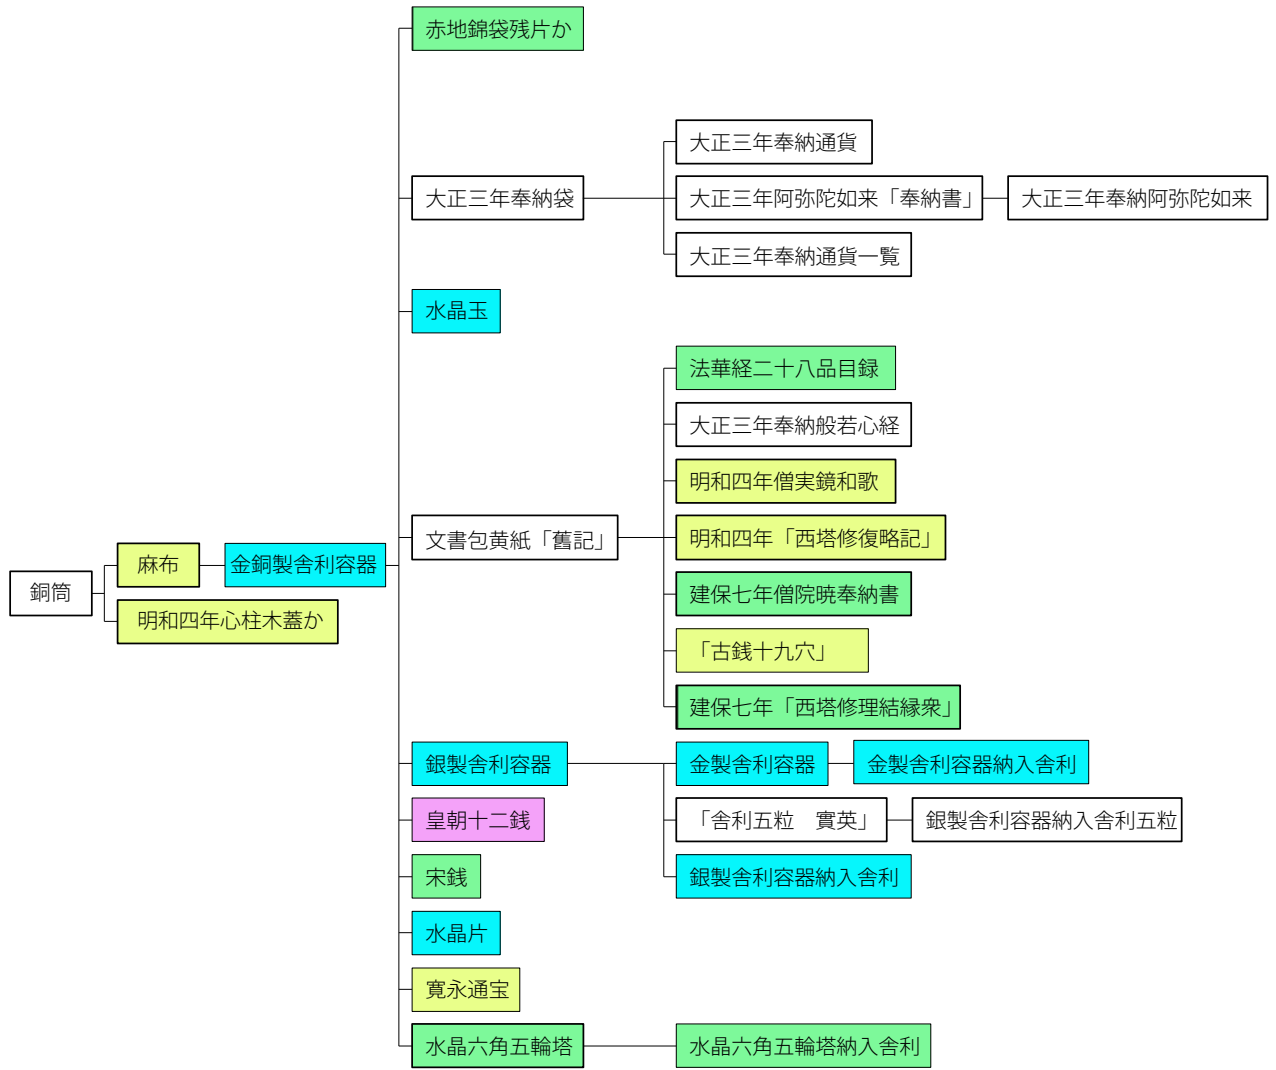 赤地錦袋残片か
大正三年奉納通貨
大正三年奉納袋
大正三年阿弥陀如来「奉納書」
大正三年奉納阿弥陀如来
大正三年奉納通貨一覧
水晶玉
法華経二十八品目録
大正三年奉納般若心経
明和四年僧実鏡和歌
文書包黄紙「舊記」
明和四年「西塔修復略記」
麻布
金銅製舎利容器
銅筒
建保七年僧院暁奉納書
明和四年心柱木蓋か
「古銭十九穴」
建保七年「西塔修理結縁衆」
銀製舎利容器
金製舎利容器
金製舎利容器納入舎利
皇朝十二銭
「舎利五粒　實英」
銀製舎利容器納入舎利五粒
宋銭
銀製舎利容器納入舎利
水晶片
寛永通宝
水晶六角五輪塔
水晶六角五輪塔納入舎利